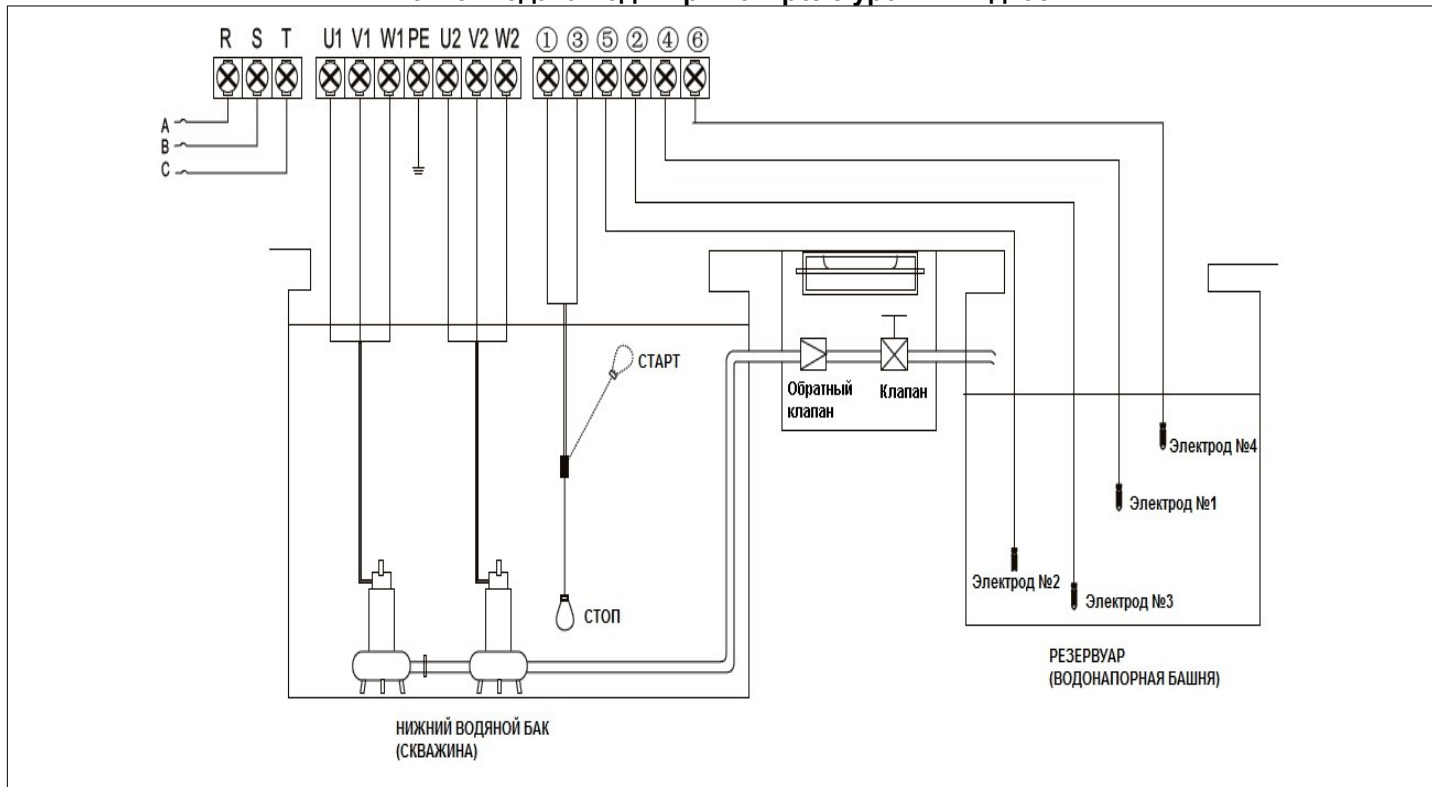 R S T U1 V1 W1 PE U2 V2 W2 ① ③ ⑤ ② ④ ⑥
A
B
C
СТАРТ
СТОП
Обратный
клапан
Клапан
Электрод №4
Электрод №1
Электрод №2
Электрод №3
РЕЗЕРВУАР
(ВОДОНАПОРНАЯ БАШНЯ)
НИЖНИЙ ВОДЯНОЙ БАК
(СКВАЖИНА)